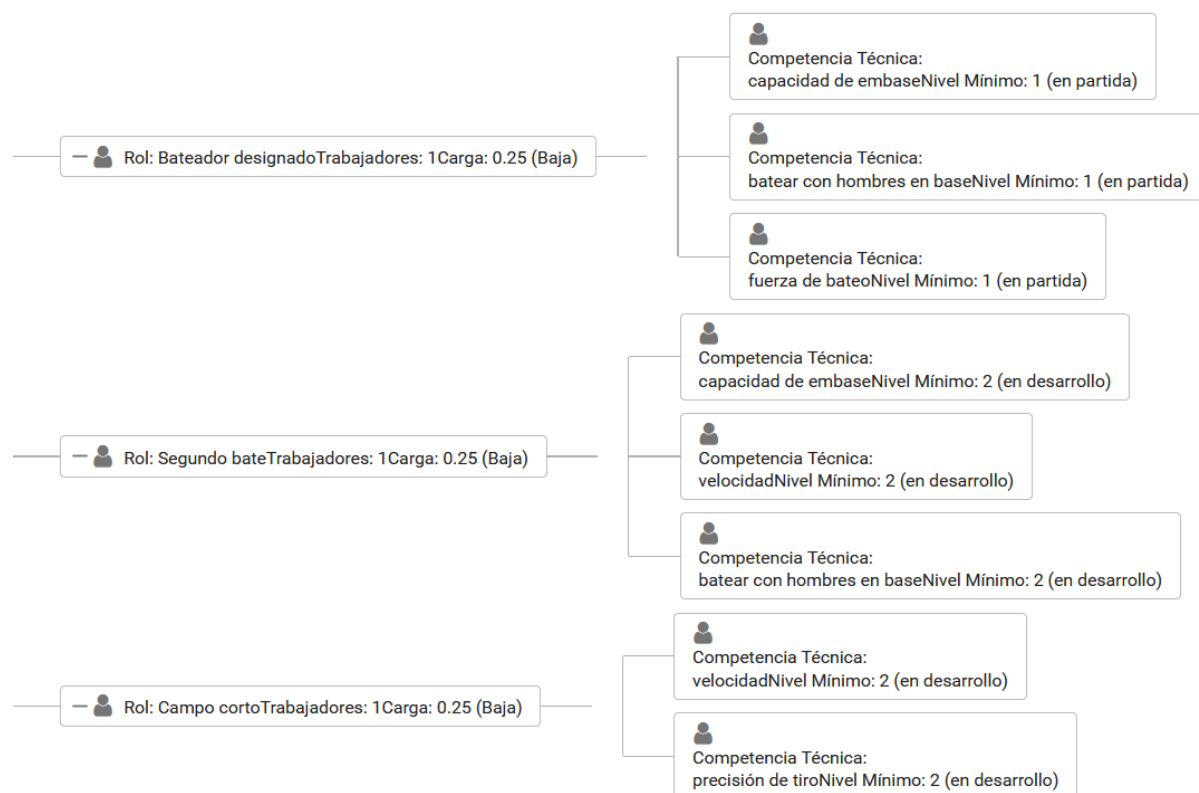 Competencia Técnica:
capacidad de embaseNivel Mínimo: 1 (en partida)
Rol: Bateador designadoTrabajadores: 1Carga: 0.25 (Baja)
Competencia Técnica:
batear con hombres en baseNivel Mínimo: 1 (en partida)
Competencia Técnica:
fuerza de bateoNivel Mínimo: 1 (en partida)
Competencia Técnica:
capacidad de embaseNivel Mínimo: 2 (en desarrollo)
Rol: Segundo bateTrabajadores: 1Carga: 0.25 (Baja)
Competencia Técnica:
velocidadNivel Mínimo: 2 (en desarrollo)
Competencia Técnica:
batear con hombres en baseNivel Mínimo: 2 (en desarrollo)
Competencia Técnica:
velocidadNivel Mínimo: 2 (en desarrollo)
Rol: Campo cortoTrabajadores: 1Carga: 0.25 (Baja)
Competencia Técnica:
precisión de tiroNivel Mínimo: 2 (en desarrollo)